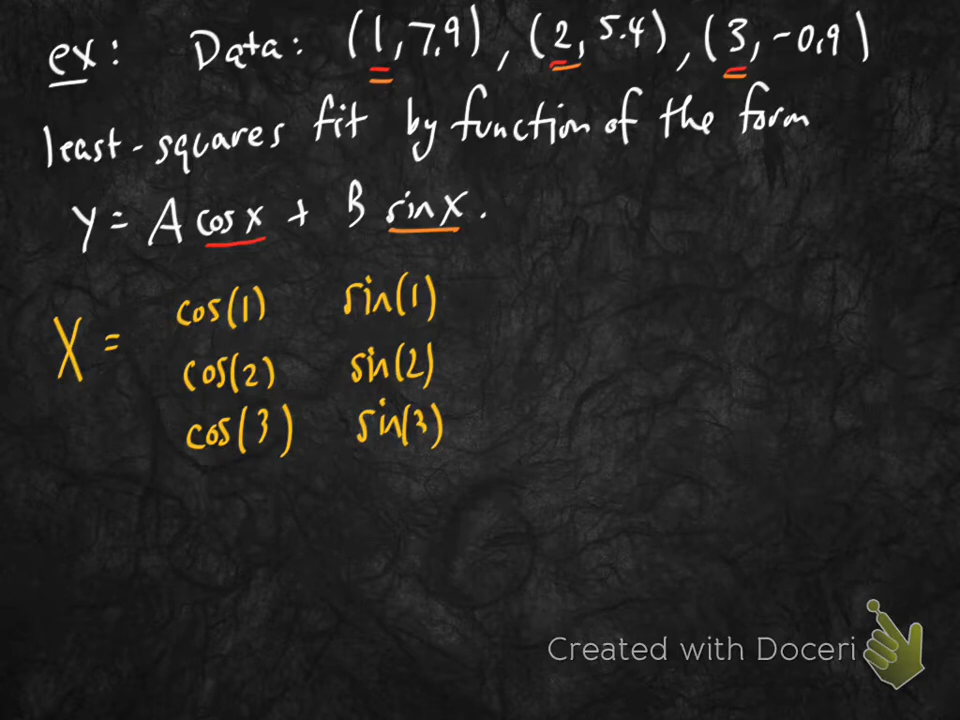 ex: Data: (1, 7.9), (2, 5.4), (3, -0.9)
least-squares fit by function of the form
y = A cos x + B sin x.
X = cos(1) sin(1)
cos(2) sin(2)
cos(3) sin(3)
Created with Doceri